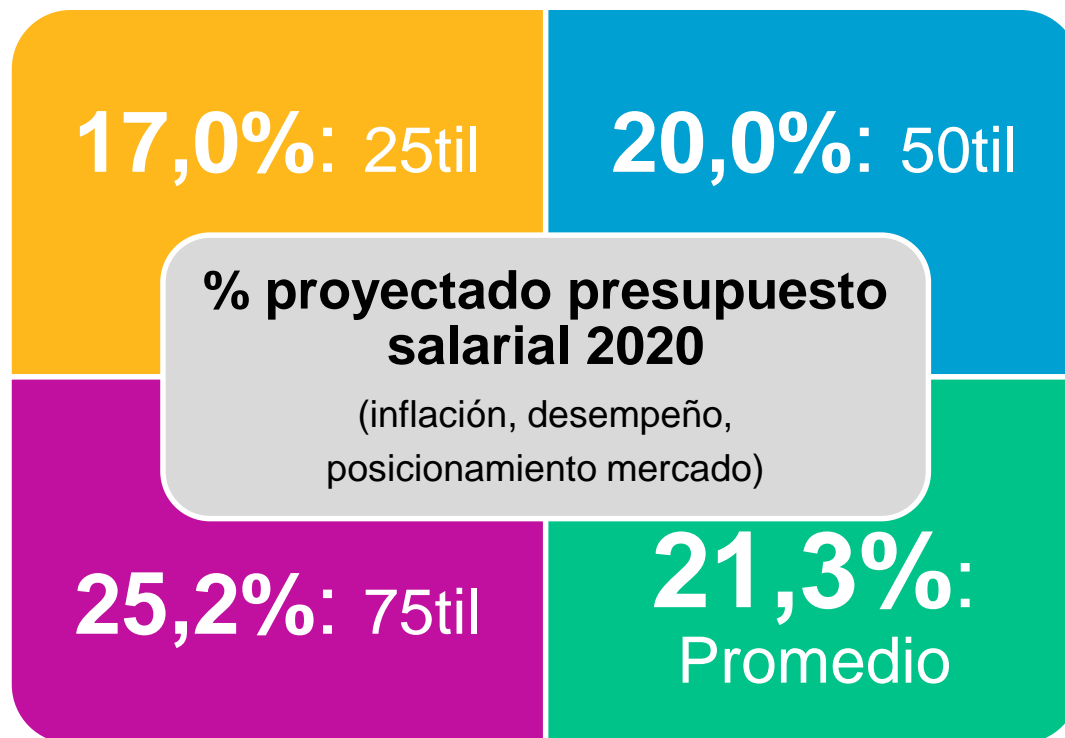 17,0%: 25til
20,0%: 50til
% proyectado presupuesto
salarial 2020
(inflación, desempeño,
posicionamiento mercado)
25,2%: 75til
21,3%:
Promedio